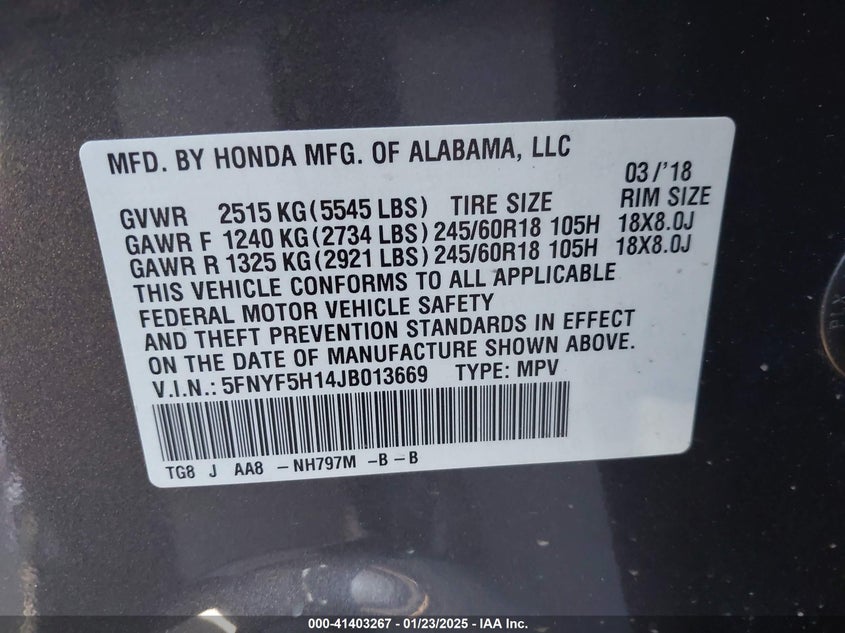 MFD. BY HONDA MFG. OF ALABAMA, LLC
03/'18
GVWR 2515 KG (5545 LBS) TIRE SIZE RIM SIZE
GAWR F 1240 KG (2734 LBS) 245/60R18 105H 18X8.0J
GAWR R 1325 KG (2921 LBS) 245/60R18 105H 18X8.0J
THIS VEHICLE CONFORMS TO ALL APPLICABLE
FEDERAL MOTOR VEHICLE SAFETY
AND THEFT PREVENTION STANDARDS IN EFFECT
ON THE DATE OF MANUFACTURE SHOWN ABOVE.
V.I.N.: 5FNYF5H14JB013669 TYPE: MPV
TG8 J AA8 -NH797M -B-B
000-41403267 - 01/23/2025 - IAA Inc.